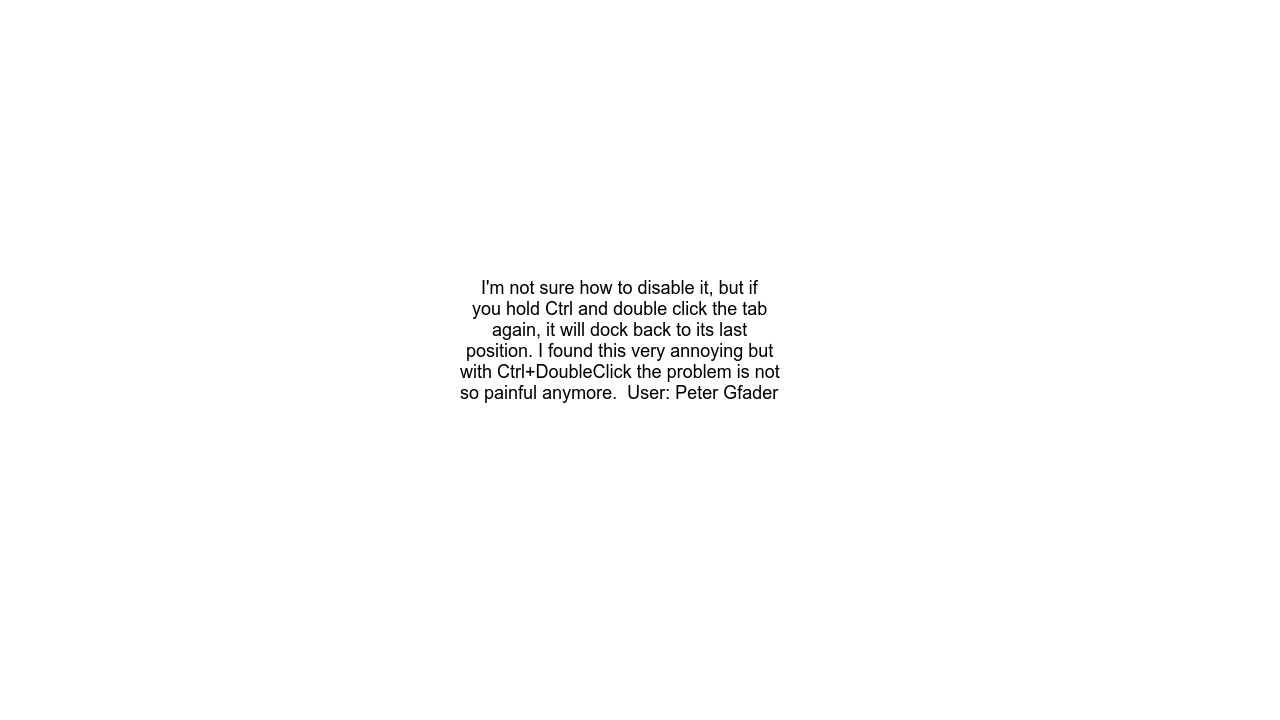 I'm not sure how to disable it, but if
you hold Ctrl and double click the tab
again, it will dock back to its last
position. I found this very annoying but
with Ctrl+DoubleClick the problem is not
so painful anymore.  User: Peter Gfader